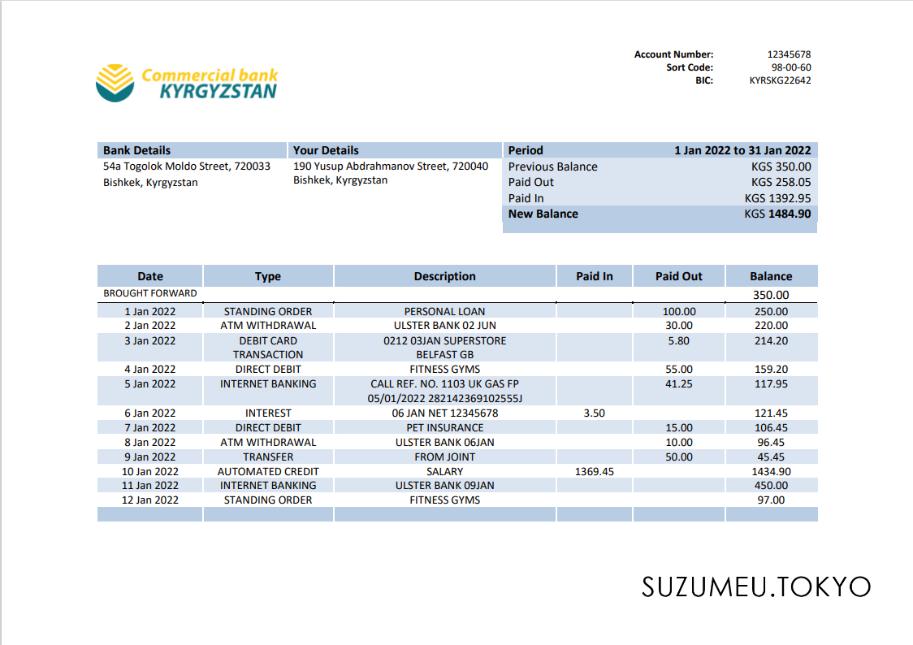 Commercial bank
KYRGYZSTAN
Account Number: 12345678
Sort Code: 98-00-60
BIC: KYRSKG22642
Bank Details Your Details Period 1 Jan 2022 to 31 Jan 2022
54a Togolok Moldo Street, 720033 190 Yusup Abdrahmanov Street, 720040 Previous Balance KGS 350.00
Bishkek, Kyrgyzstan Bishkek, Kyrgyzstan Paid Out KGS 258.05
Paid In KGS 1392.95
New Balance KGS 1484.90
Date Type Description Paid In Paid Out Balance
BROUGHT FORWARD 350.00
1 Jan 2022 STANDING ORDER PERSONAL LOAN 100.00 250.00
2 Jan 2022 ATM WITHDRAWAL ULSTER BANK 02 JUN 30.00 220.00
3 Jan 2022 DEBIT CARD 0212 03JAN SUPERSTORE 5.80 214.20
TRANSACTION BELFAST GB
4 Jan 2022 DIRECT DEBIT FITNESS GYMS 55.00 159.20
5 Jan 2022 INTERNET BANKING CALL REF. NO. 1103 UK GAS FP 41.25 117.95
05/01/2022 282142369102555J
6 Jan 2022 INTEREST 06 JAN NET 12345678 3.50 121.45
7 Jan 2022 DIRECT DEBIT PET INSURANCE 15.00 106.45
8 Jan 2022 ATM WITHDRAWAL ULSTER BANK 06JAN 10.00 96.45
9 Jan 2022 TRANSFER FROM JOINT 50.00 45.45
10 Jan 2022 AUTOMATED CREDIT SALARY 1369.45 1434.90
11 Jan 2022 INTERNET BANKING ULSTER BANK 09JAN 450.00
12 Jan 2022 STANDING ORDER FITNESS GYMS 97.00
SUZUMEU.TOKYO